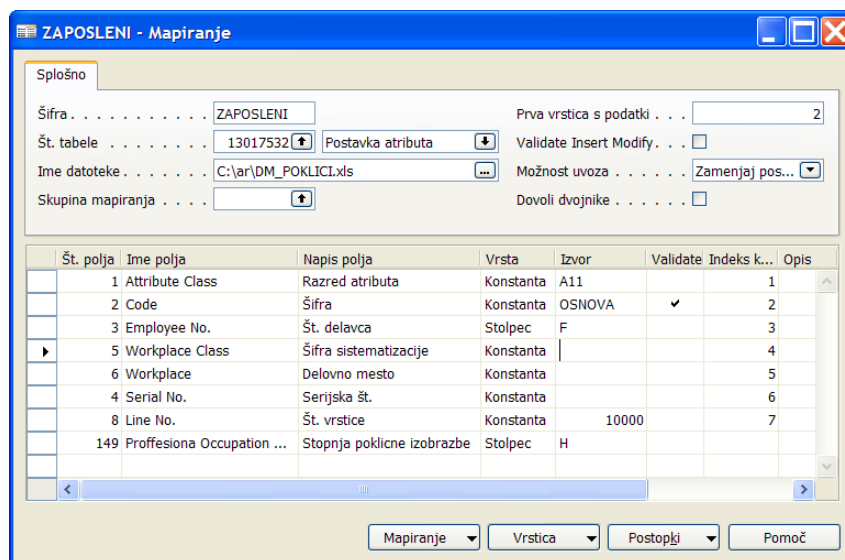 ZAPOSLENI - Mapiranje
Splošno
Šifra . . . . . . . . . . . ZAPOSLENI Prva vrstica s podatki . . . 2
Št. tabele . . . . . . . . . 13017532 Postavka atributa Validate Insert Modify. . .
Ime datoteke . . . . . . . C:\ar\DM_POKLICI.xls ... Možnost uvoza . . . . . . Zamenjaj pos...
Skupina mapiranja . . . . Dovoli dvojnike . . . . . .
Št. polja Ime polja Napis polja Vrsta Izvor Validate Indeks k... Opis
1 Attribute Class Razred atributa Konstanta A11 1
2 Code Šifra Konstanta OSNOVA ✔ 2
3 Employee No. Št. delavca Stolpec F 3
5 Workplace Class Šifra sistematizacije Konstanta 4
6 Workplace Delovno mesto Konstanta 5
4 Serial No. Serijska št. Konstanta 6
8 Line No. Št. vrstice Konstanta 10000 7
149 Proffesiona Occupation ... Stopnja poklicne izobrazbe Stolpec H
Mapiranje Vrstica Postopki Pomoč